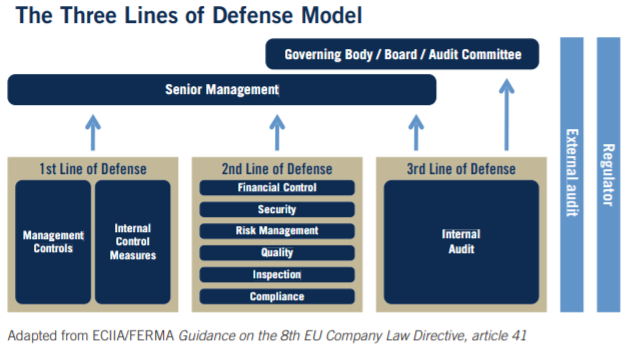 The Three Lines of Defense Model
Governing Body / Board / Audit Committee
Senior Management
1st Line of Defense
Management
Controls
Internal
Control
Measures
2nd Line of Defense
Financial Control
Security
Risk Management
Quality
Inspection
Compliance
3rd Line of Defense
Internal
Audit
External audit
Regulator
Adapted from ECIIA/FERMA Guidance on the 8th EU Company Law Directive, article 41